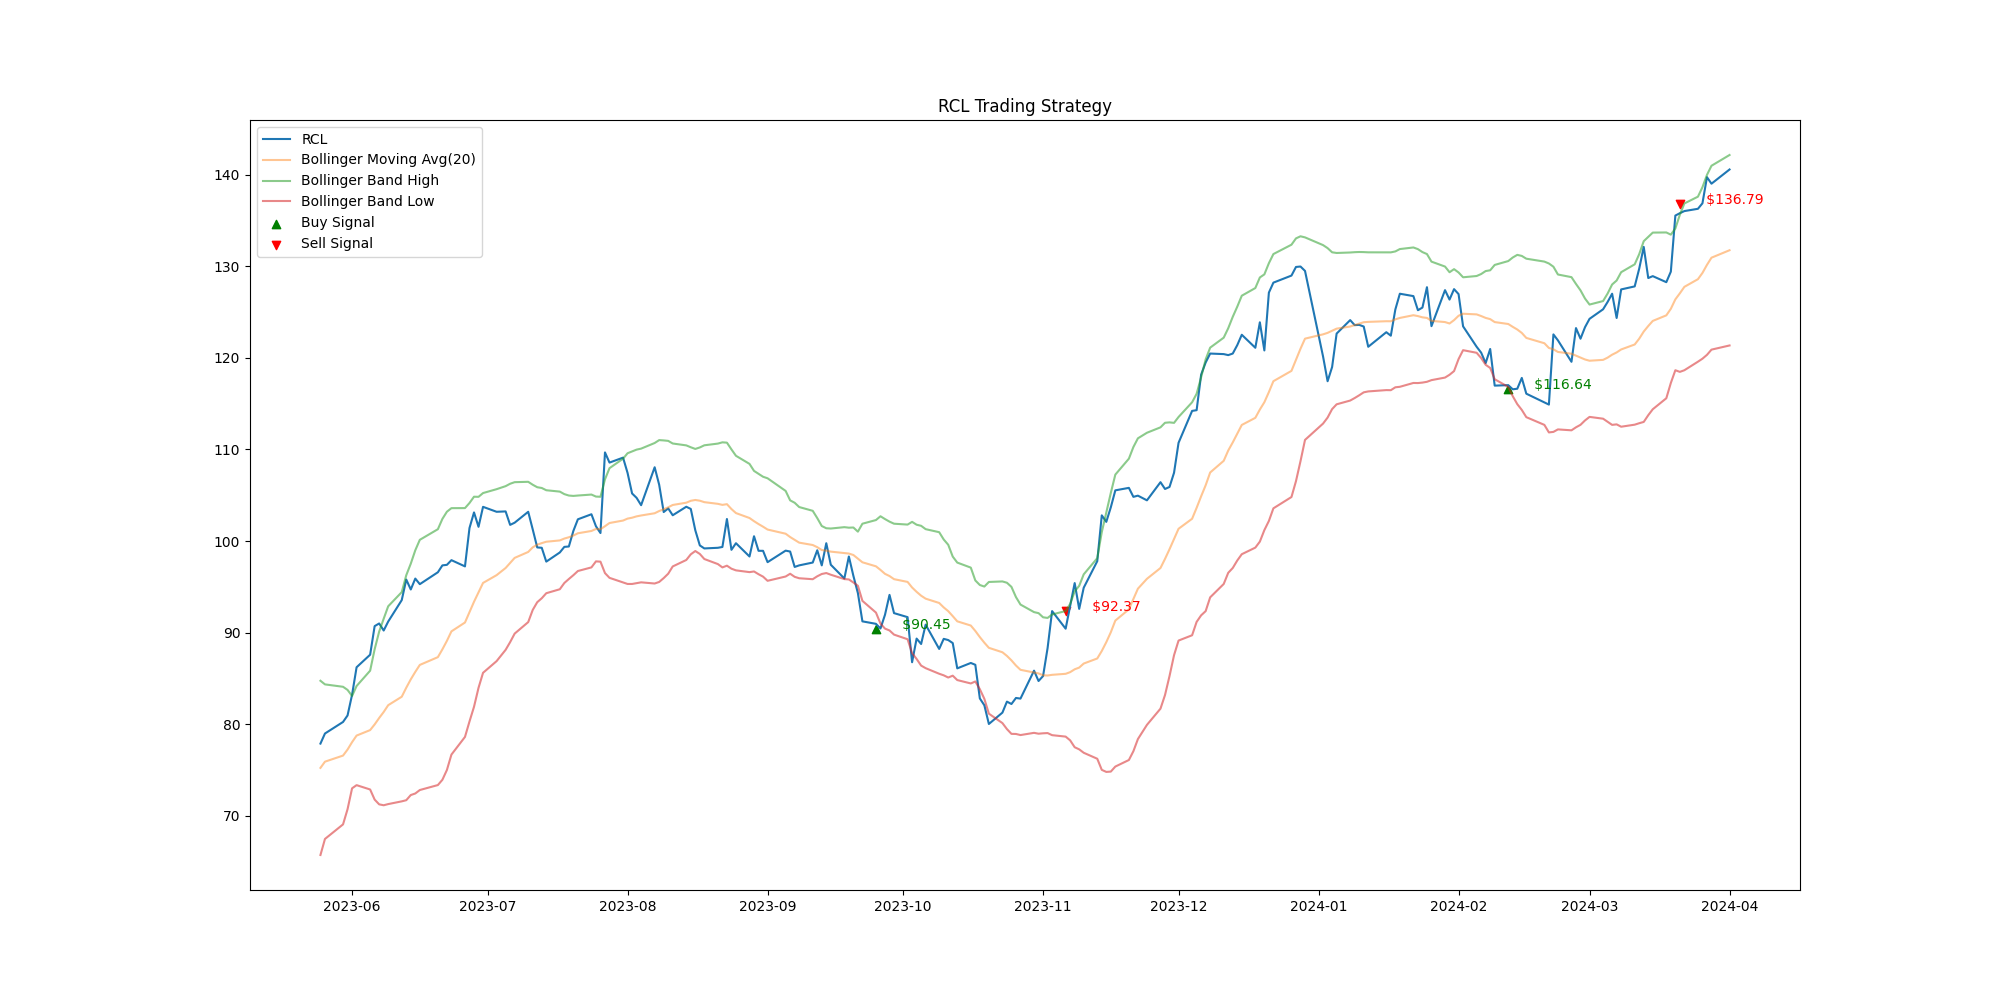 RCL Trading Strategy
RCL
Bollinger Moving Avg(20)
Bollinger Band High
Bollinger Band Low
Buy Signal
Sell Signal
140
130
120
110
100
90
80
70
$136.79
$116.64
$92.37
$90.45
2023-06 2023-07 2023-08 2023-09 2023-10 2023-11 2023-12 2024-01 2024-02 2024-03 2024-04